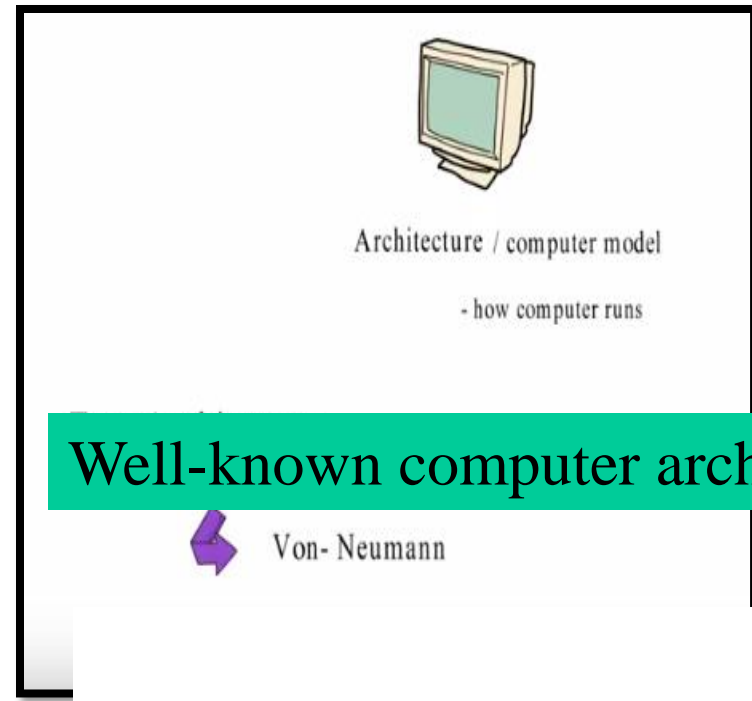 Architecture / computer model
- how computer runs
Well-known computer arch
Von- Neumann